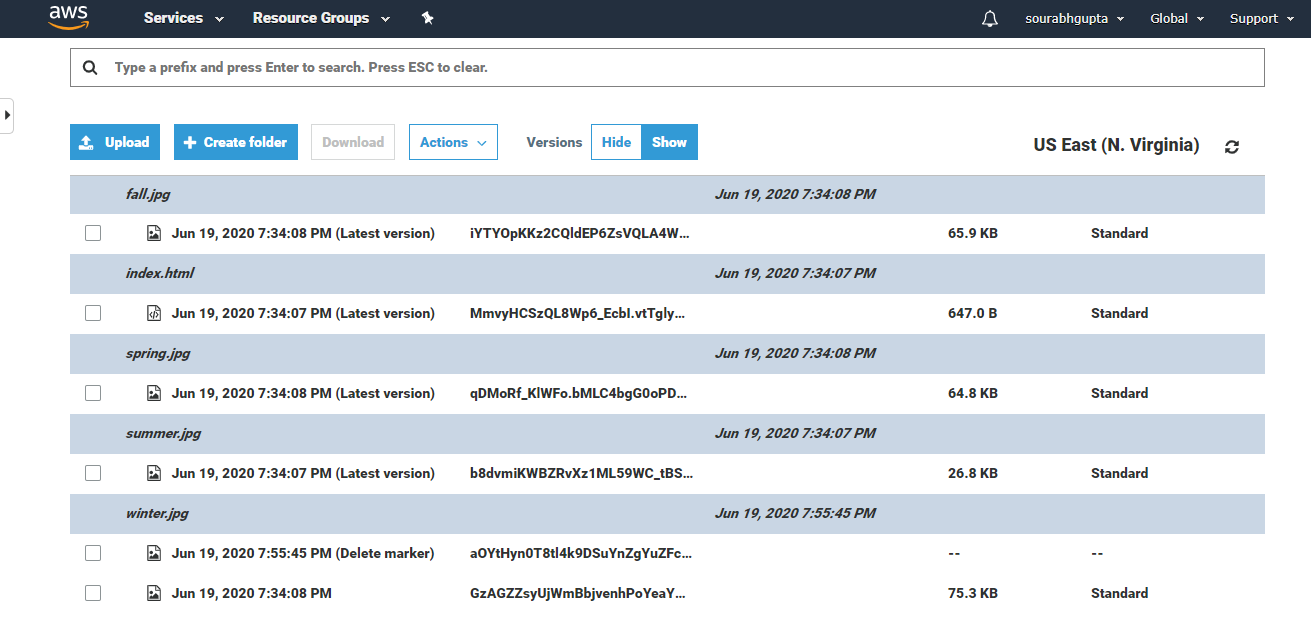 aws Services Resource Groups sourabhgupta Global Support
Type a prefix and press Enter to search. Press ESC to clear.
Upload Create folder Download Actions Versions Hide Show US East (N. Virginia)
fall.jpg Jun 19, 2020 7:34:08 PM
Jun 19, 2020 7:34:08 PM (Latest version) iYTYOpKKz2CQldEP6ZsVQLA4W... 65.9 KB Standard
index.html Jun 19, 2020 7:34:07 PM
Jun 19, 2020 7:34:07 PM (Latest version) MmvyHCSzQL8Wp6_EcbI.vtTgly... 647.0 B Standard
spring.jpg Jun 19, 2020 7:34:08 PM
Jun 19, 2020 7:34:08 PM (Latest version) qDMoRf_KlWFo.bMLC4bgG0oPD... 64.8 KB Standard
summer.jpg Jun 19, 2020 7:34:07 PM
Jun 19, 2020 7:34:07 PM (Latest version) b8dvmiKWBZRvXz1ML59WC_tBS... 26.8 KB Standard
winter.jpg Jun 19, 2020 7:55:45 PM
Jun 19, 2020 7:55:45 PM (Delete marker) aOYtHyn0T8tl4k9DSuYnZgYuZFc... -- --
Jun 19, 2020 7:34:08 PM GzAGZZsyUjWmBbjvenhPoYeaY... 75.3 KB Standard